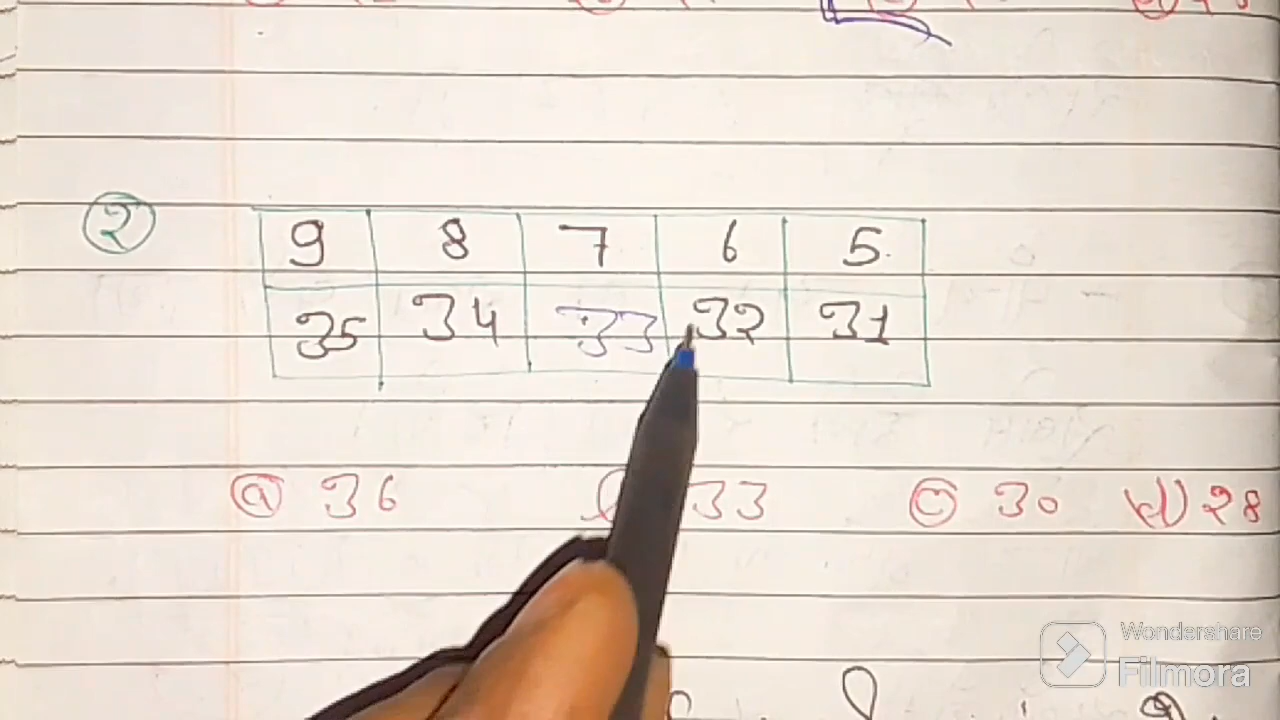 २
9 8 7 6 5
35 34 33 32 31
a 36 33 c 30 d) 28
Wondershare
Filmora